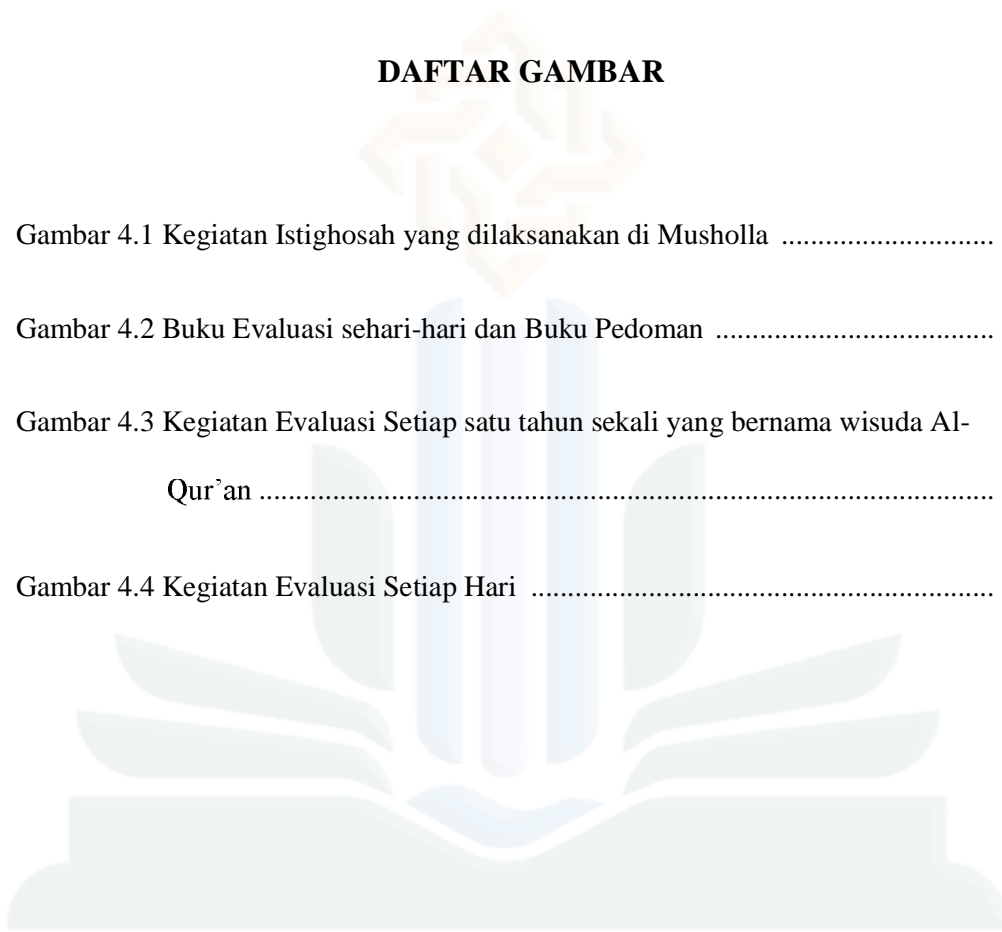 DAFTAR GAMBAR
Gambar 4.1 Kegiatan Istighosah yang dilaksanakan di Musholla .............................
Gambar 4.2 Buku Evaluasi sehari-hari dan Buku Pedoman ......................................
Gambar 4.3 Kegiatan Evaluasi Setiap satu tahun sekali yang bernama wisuda Al-
Qur’an ....................................................................................................
Gambar 4.4 Kegiatan Evaluasi Setiap Hari ...............................................................